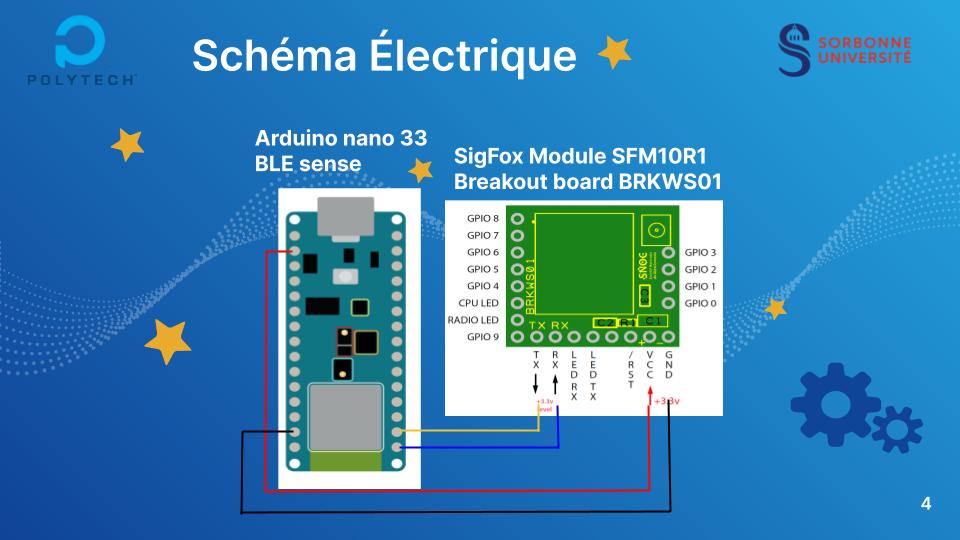 POLYTECH
Schéma Électrique
SORBONNE
UNIVERSITÉ
Arduino nano 33
BLE sense
SigFox Module SFM10R1
Breakout board BRKWS01
GPIO 8
GPIO 7
GPIO 6
GPIO 5
GPIO 4
CPU LED
RADIO LED
GPIO 9
BRKWS01
SNOC
GPIO 3
GPIO 2
GPIO 1
GPIO 0
TX RX
C2 R1 C1
+ -
TX
RX
LED RX
LED TX
/RST
VCC
GND
+3.3v
level
+3.3v
4